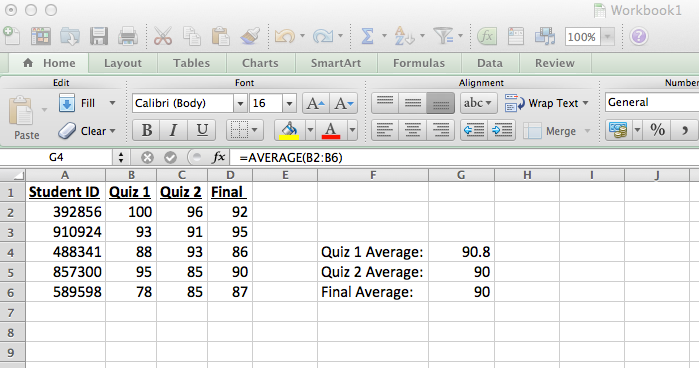 Workbook1
100%
Home Layout Tables Charts SmartArt Formulas Data Review
Edit Font Alignment Number
Fill Calibri (Body) 16 A A abc Wrap Text General
Paste Clear B I U A Merge % ,
G4 fx =AVERAGE(B2:B6)
A B C D E F G H I J
1 Student ID Quiz 1 Quiz 2 Final
2 392856 100 96 92
3 910924 93 91 95
4 488341 88 93 86 Quiz 1 Average: 90.8
5 857300 95 85 90 Quiz 2 Average: 90
6 589598 78 85 87 Final Average: 90
7
8
9